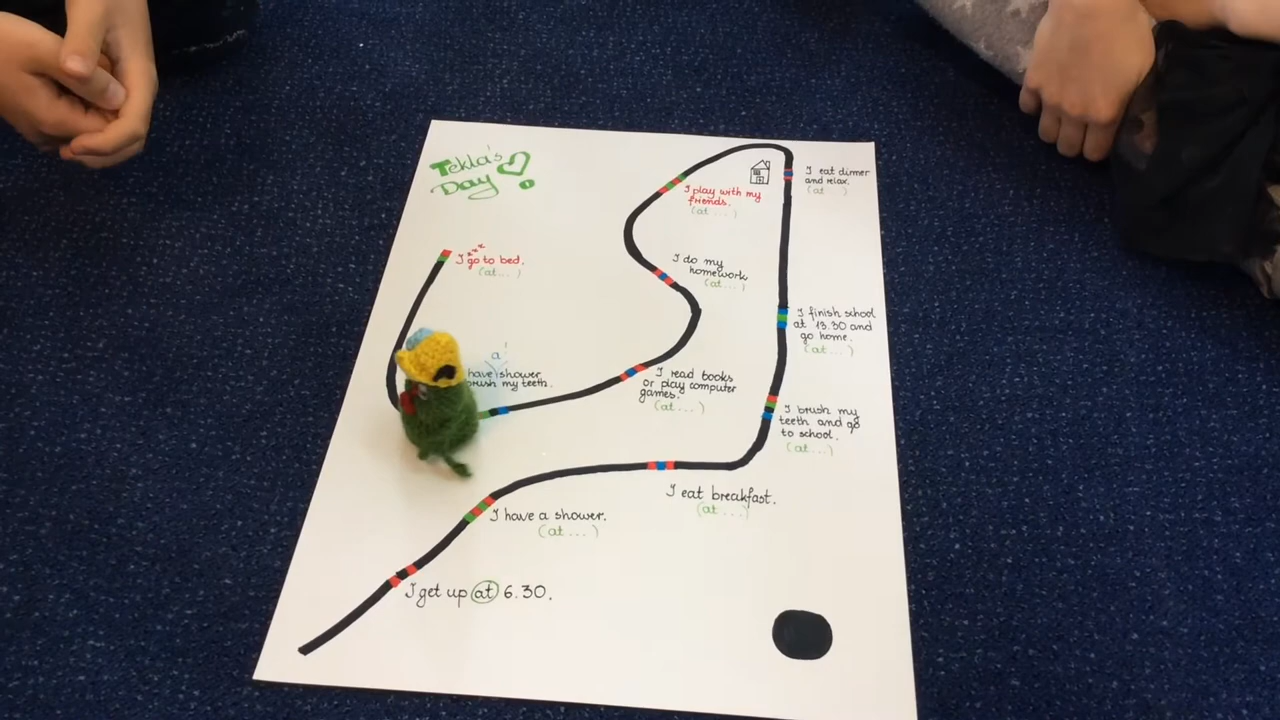 Tekla's
Day!
I eat dinner
and relax.
(at )
I play with my
friends.
(at ... )
zzz
I go to bed.
(at ... )
I do my
homework
(at ... )
I finish school
at 13.30 and
go home.
(at ... )
a!
have shower
brush my teeth.
I read books
or play computer
games.
(at ... )
I brush my
teeth and go
to school.
(at ... )
I eat breakfast.
(at ... )
I have a shower.
(at ... )
I get up at 6.30.